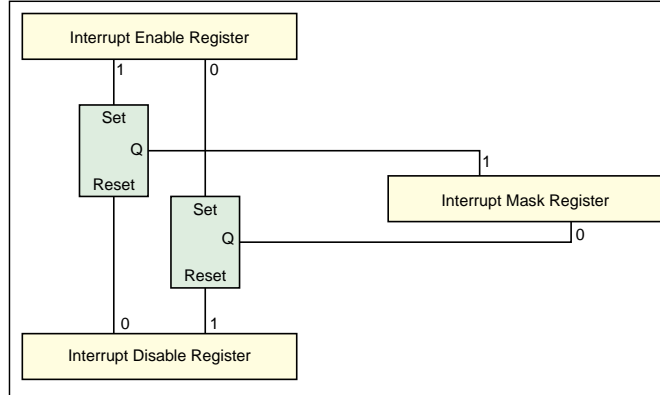 Interrupt Enable Register
1
0
Set
Q
1
Reset
Interrupt Mask Register
Set
Q
0
Reset
0
1
Interrupt Disable Register